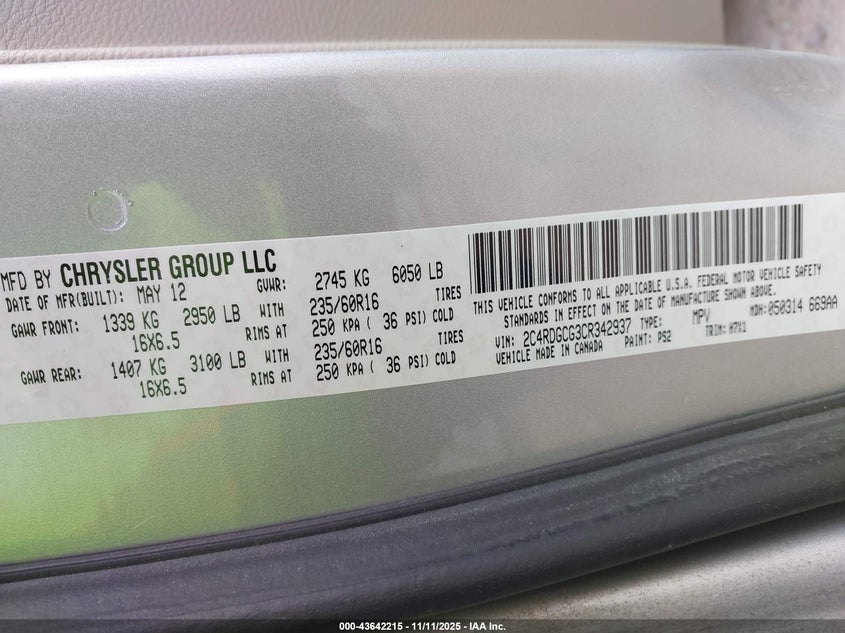 MFD BY CHRYSLER GROUP LLC
DATE OF MFR(BUILT): MAY 12 GVWR: 2745 KG 6050 LB
GAWR FRONT: 1339 KG 2950 LB WITH 235/60R16 TIRES
16X6.5 RIMS AT 250 KPA ( 36 PSI) COLD
GAWR REAR: 1407 KG 3100 LB WITH 235/60R16 TIRES
16X6.5 RIMS AT 250 KPA ( 36 PSI) COLD
THIS VEHICLE CONFORMS TO ALL APPLICABLE U.S.A. FEDERAL MOTOR VEHICLE SAFETY
STANDARDS IN EFFECT ON THE DATE OF MANUFACTURE SHOWN ABOVE.
VIN: 2C4RDGCG3CR342937 TYPE: MPV MDH: 050314 669AA
VEHICLE MADE IN CANADA PAINT: PS2 TRIM: H7X1
000-43642215 - 11/11/2025 - IAA Inc.